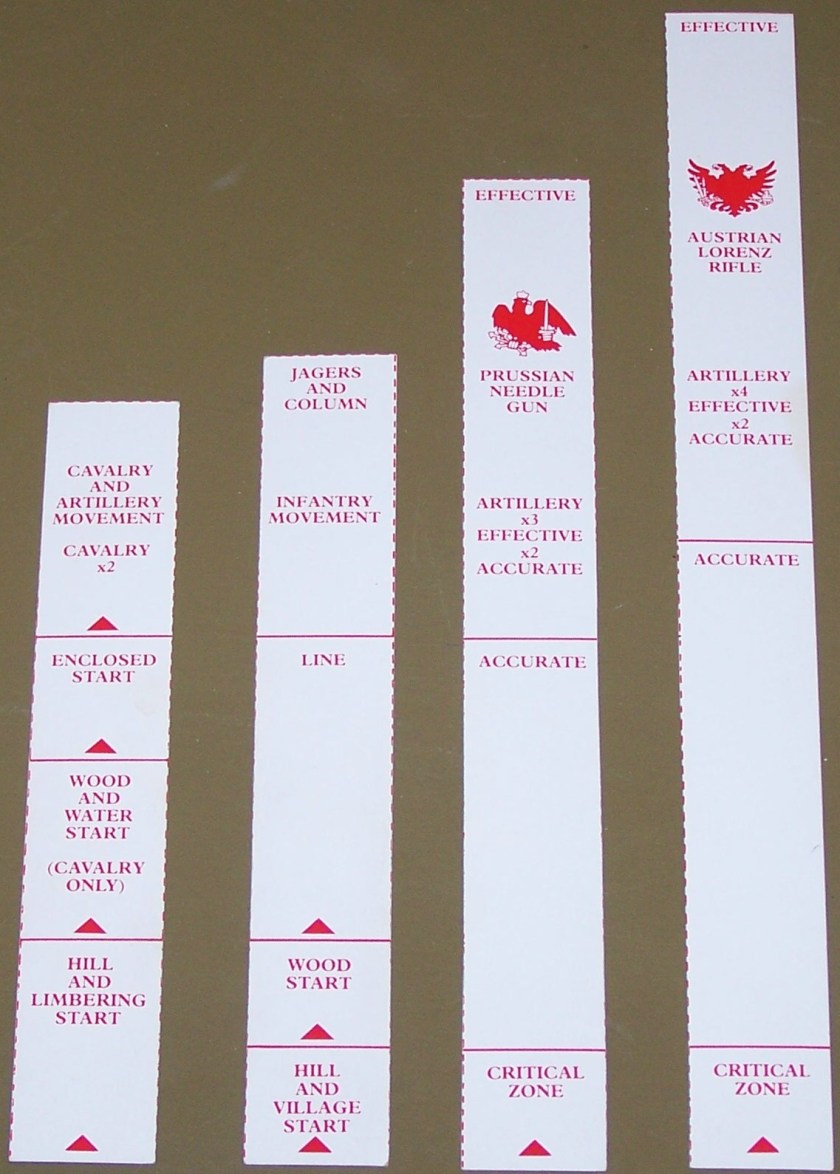 CAVALRY
AND
ARTILLERY
MOVEMENT
CAVALRY
x2
ENCLOSED
START
WOOD
AND
WATER
START
(CAVALRY
ONLY)
HILL
AND
LIMBERING
START
JAGERS
AND
COLUMN
INFANTRY
MOVEMENT
LINE
WOOD
START
HILL
AND
VILLAGE
START
EFFECTIVE
PRUSSIAN
NEEDLE
GUN
ARTILLERY
x3
EFFECTIVE
x2
ACCURATE
ACCURATE
CRITICAL
ZONE
EFFECTIVE
AUSTRIAN
LORENZ
RIFLE
ARTILLERY
x4
EFFECTIVE
x2
ACCURATE
ACCURATE
CRITICAL
ZONE